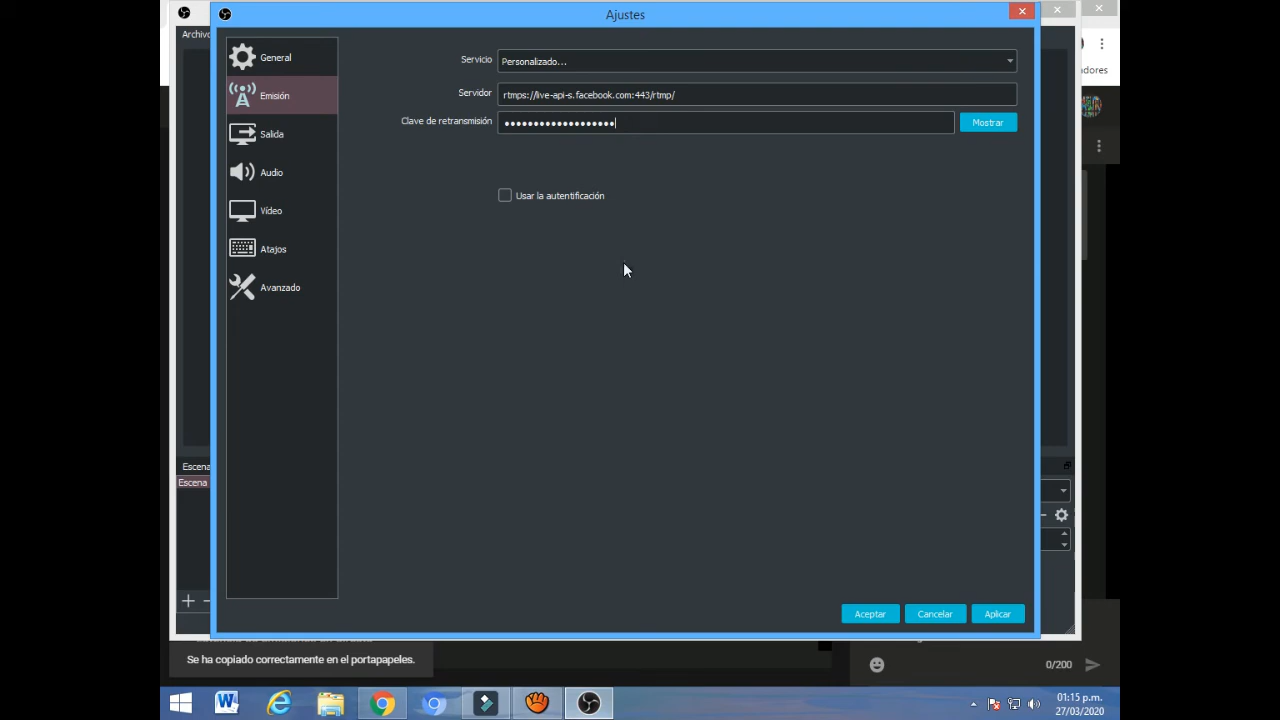 Ajustes
Archivo
adores
General
Emisión
Salida
Audio
Vídeo
Atajos
Avanzado
Servicio
Personalizado...
Servidor
rtmps://live-api-s.facebook.com:443/rtmp/
Clave de retransmisión
●●●●●●●●●●●●●●●●●●●
Mostrar
Usar la autentificación
Escena
Escena
Aceptar
Cancelar
Aplicar
Se ha copiado correctamente en el portapapeles.
0/200
01:15 p.m.
27/03/2020